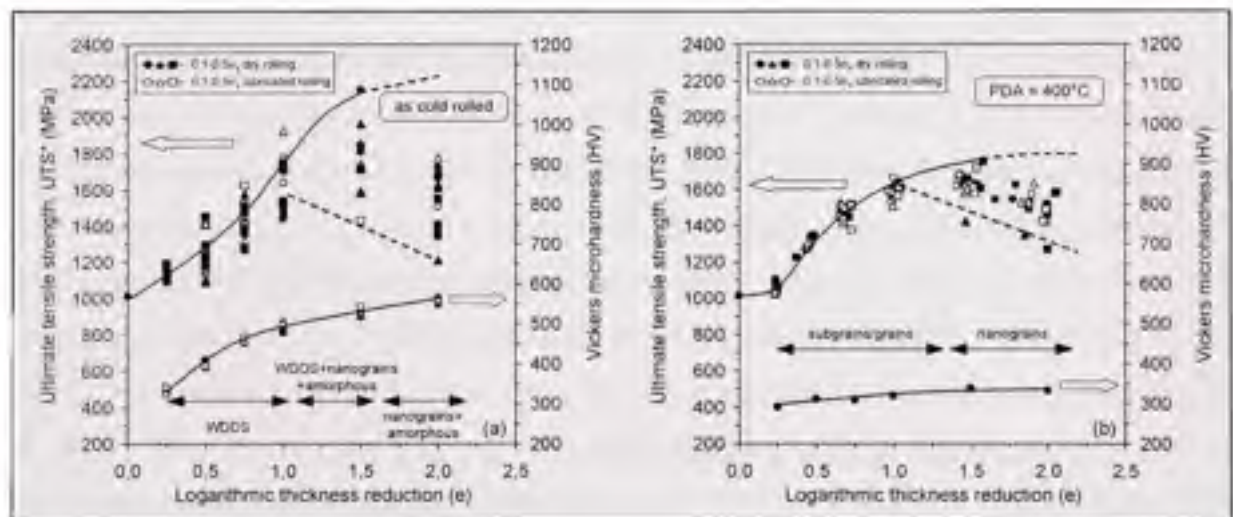 Ultimate tensile strength, UTS* (MPa)
2400
2200
2000
1800
1600
1400
1200
1000
800
600
400
200
dry rolling
lubricated rolling
as cold rolled
WDDS+nanograins
+amorphous
WDDS
nanograins+
amorphous
(a)
1200
1100
1000
900
800
700
600
500
400
300
200
Vickers microhardness (HV)
0,0 0,5 1,0 1,5 2,0 2,5
Logarithmic thickness reduction (e)
Ultimate tensile strength, UTS* (MPa)
2400
2200
2000
1800
1600
1400
1200
1000
800
600
400
200
dry rolling
lubricated rolling
PDA = 400°C
subgrains/grains
nanograins
(b)
1200
1100
1000
900
800
700
600
500
400
300
200
Vickers microhardness (HV)
0,0 0,5 1,0 1,5 2,0 2,5
Logarithmic thickness reduction (e)